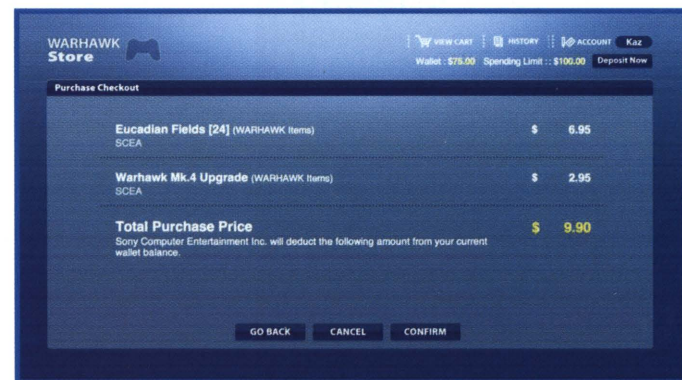 WARHAWK
Store
VIEW CART HISTORY ACCOUNT Kaz
Wallet : $75.00 Spending Limit : : $100.00 Deposit Now
Purchase Checkout
Eucadian Fields [24] (WARHAWK Items) $ 6.95
SCEA
Warhawk Mk.4 Upgrade (WARHAWK Items) $ 2.95
SCEA
Total Purchase Price $ 9.90
Sony Computer Entertainment Inc. will deduct the following amount from your current
wallet balance.
GO BACK CANCEL CONFIRM